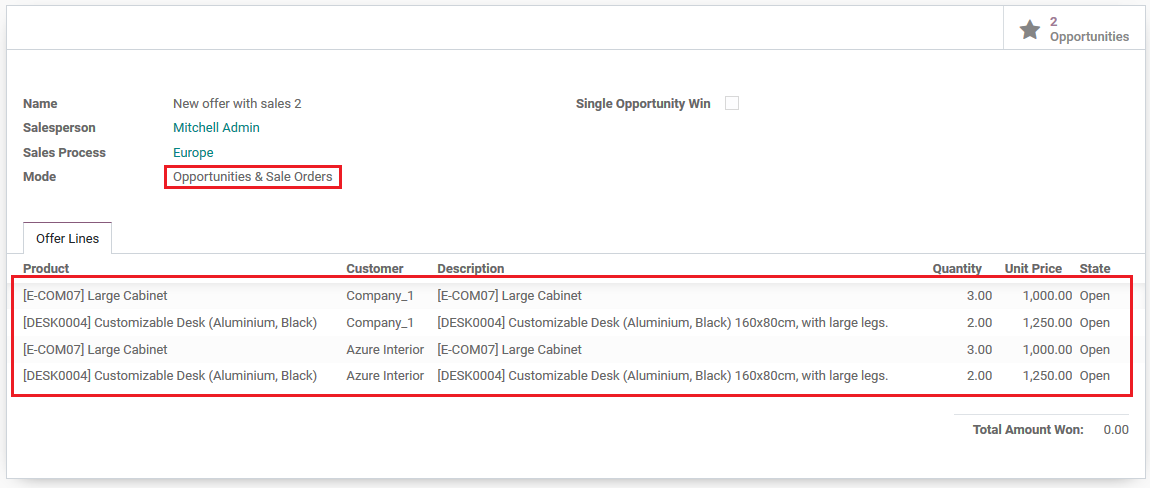 2
Opportunities
Name New offer with sales 2 Single Opportunity Win
Salesperson Mitchell Admin
Sales Process Europe
Mode Opportunities & Sale Orders
Offer Lines
Product Customer Description Quantity Unit Price State
[E-COM07] Large Cabinet Company_1 [E-COM07] Large Cabinet 3.00 1,000.00 Open
[DESK0004] Customizable Desk (Aluminium, Black) Company_1 [DESK0004] Customizable Desk (Aluminium, Black) 160x80cm, with large legs. 2.00 1,250.00 Open
[E-COM07] Large Cabinet Azure Interior [E-COM07] Large Cabinet 3.00 1,000.00 Open
[DESK0004] Customizable Desk (Aluminium, Black) Azure Interior [DESK0004] Customizable Desk (Aluminium, Black) 160x80cm, with large legs. 2.00 1,250.00 Open
Total Amount Won: 0.00